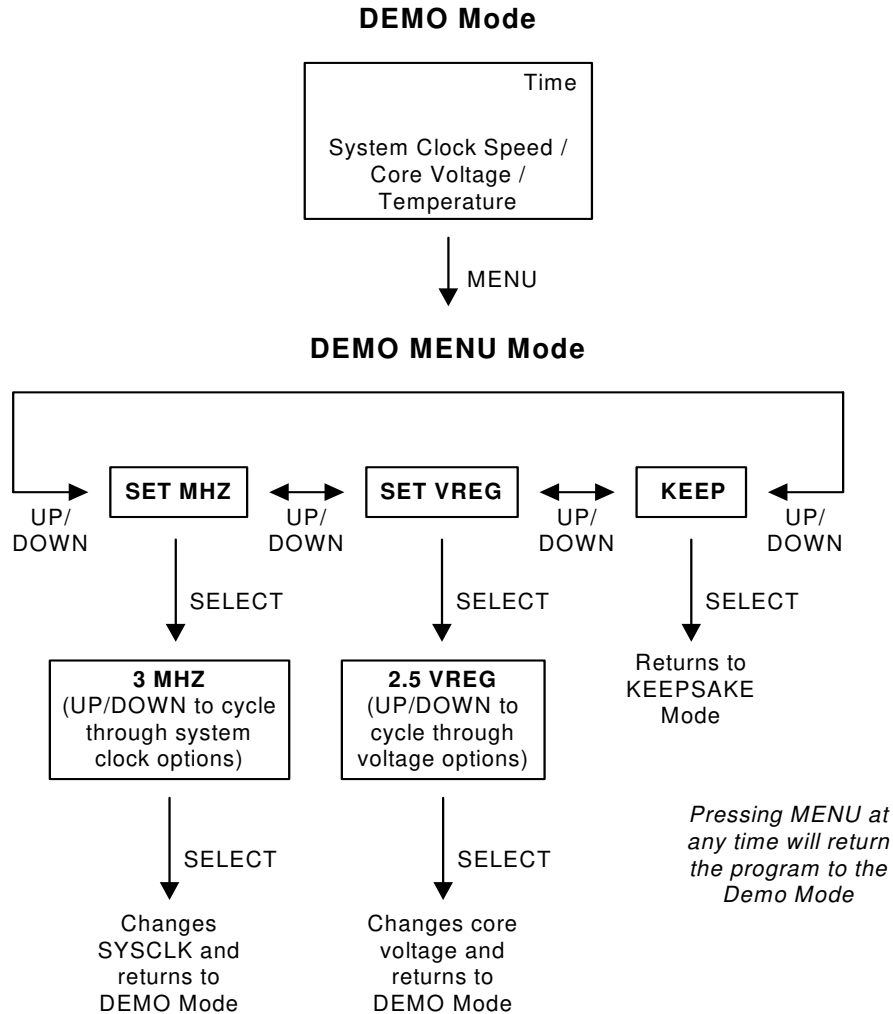 DEMO Mode
Time
System Clock Speed /
Core Voltage /
Temperature
MENU
DEMO MENU Mode
SET MHZ
SET VREG
KEEP
UP/
DOWN
UP/
DOWN
UP/
DOWN
UP/
DOWN
SELECT
SELECT
SELECT
3 MHZ
(UP/DOWN to cycle
through system
clock options)
2.5 VREG
(UP/DOWN to
cycle through
voltage options)
Returns to
KEEPSAKE
Mode
SELECT
SELECT
Pressing MENU at
any time will return
the program to the
Demo Mode
Changes
SYSCLK and
returns to
DEMO Mode
Changes core
voltage and
returns to
DEMO Mode